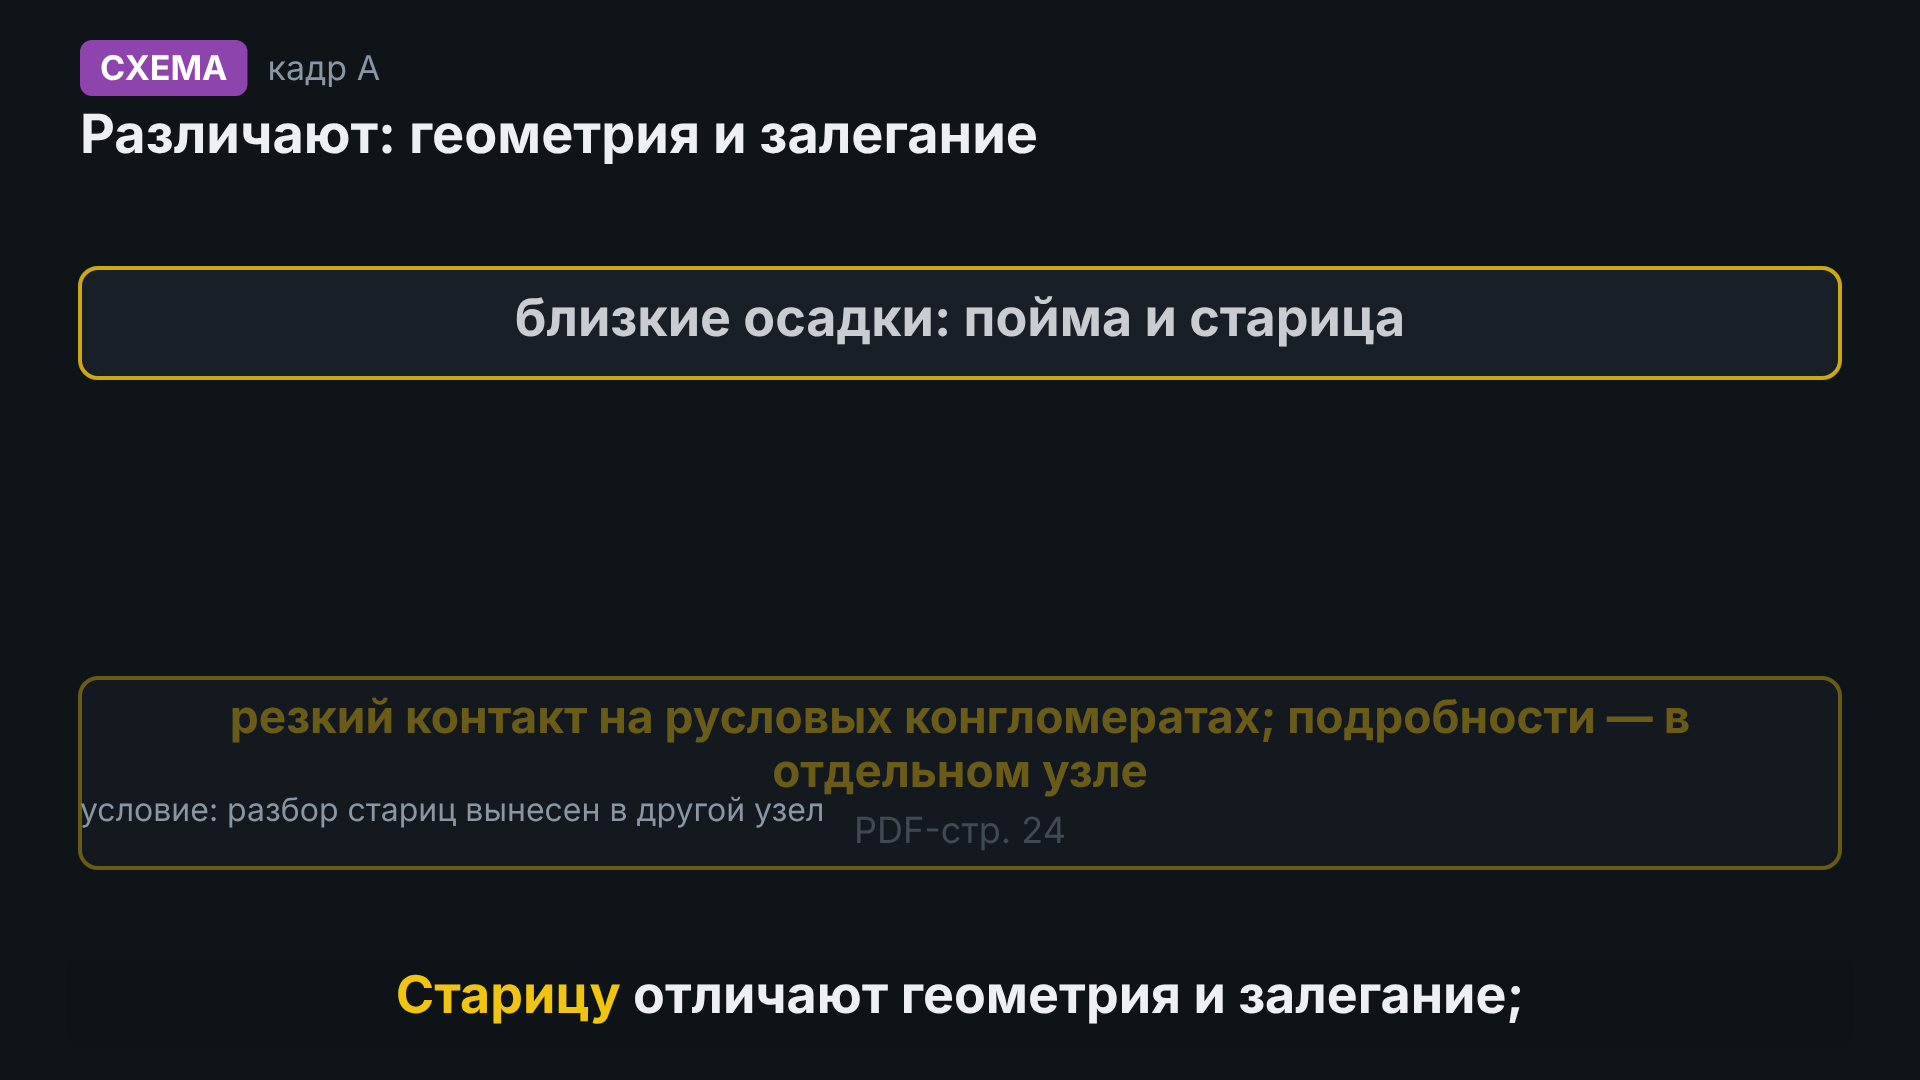 СХЕМА кадр А
Различают: геометрия и залегание
близкие осадки: пойма и старица
резкий контакт на русловых конгломератах; подробности — в
отдельном узле
условие: разбор стариц вынесен в другой узел
PDF-стр. 24
Старицу отличают геометрия и залегание;